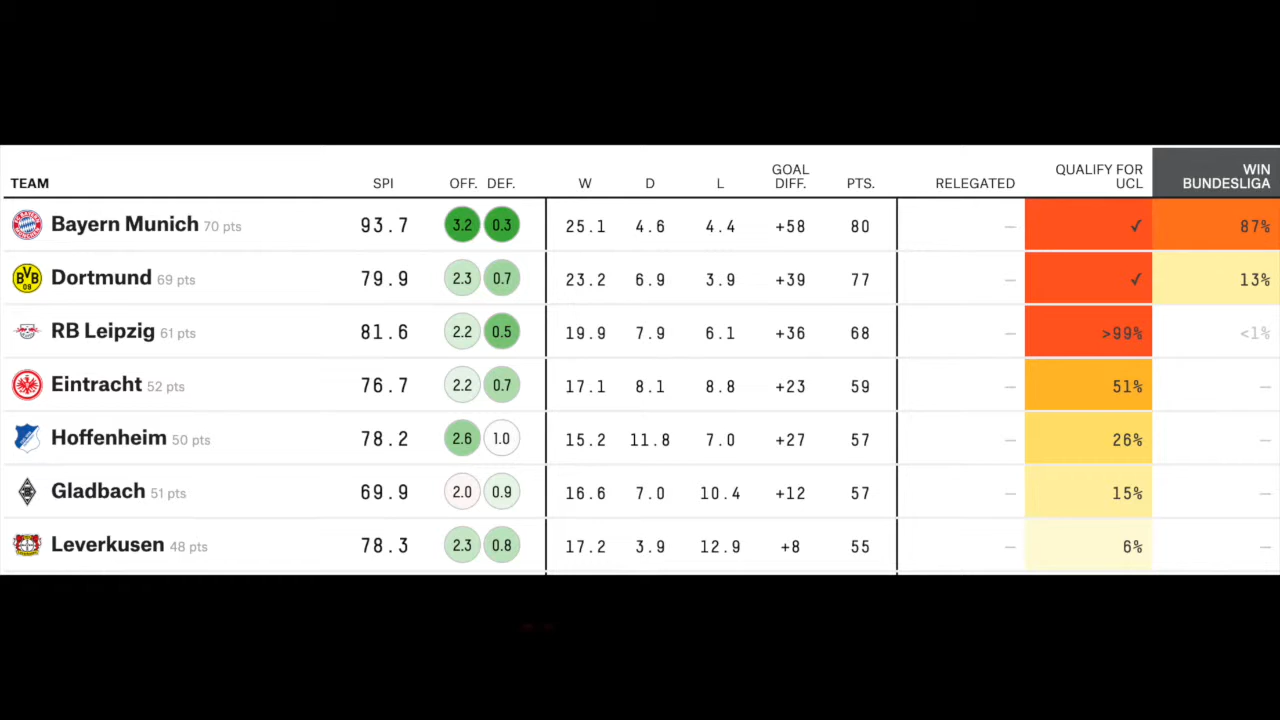 TEAM SPI OFF. DEF. W D L GOAL DIFF. PTS. RELEGATED QUALIFY FOR UCL WIN BUNDESLIGA
Bayern Munich 70 pts 93.7 3.2 0.3 25.1 4.6 4.4 +58 80 — ✓ 87%
Dortmund 69 pts 79.9 2.3 0.7 23.2 6.9 3.9 +39 77 — ✓ 13%
RB Leipzig 61 pts 81.6 2.2 0.5 19.9 7.9 6.1 +36 68 — >99% <1%
Eintracht 52 pts 76.7 2.2 0.7 17.1 8.1 8.8 +23 59 — 51% —
Hoffenheim 50 pts 78.2 2.6 1.0 15.2 11.8 7.0 +27 57 — 26% —
Gladbach 51 pts 69.9 2.0 0.9 16.6 7.0 10.4 +12 57 — 15% —
Leverkusen 48 pts 78.3 2.3 0.8 17.2 3.9 12.9 +8 55 — 6% —